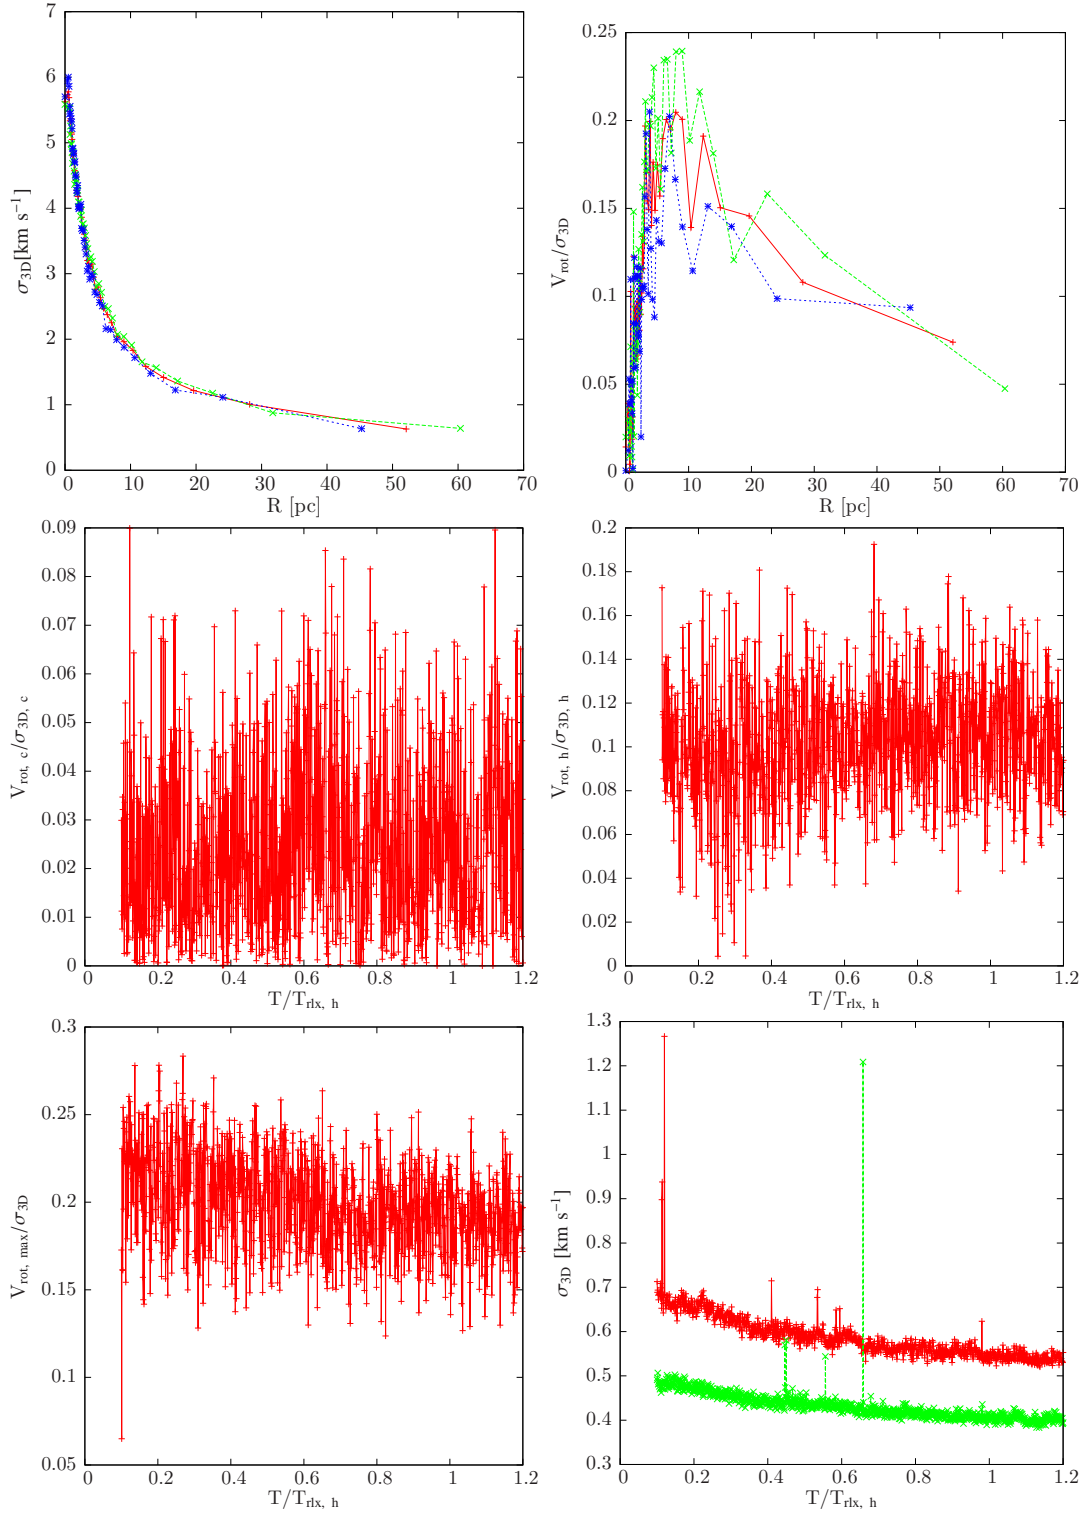 7
6
5
4
3
2
1
0
σ3D[km s−1]
0 10 20 30 40 50 60 70
R [pc]
0.25
0.2
0.15
0.1
0.05
0
Vrot/σ3D
0 10 20 30 40 50 60 70
R [pc]
0.09
0.08
0.07
0.06
0.05
0.04
0.03
0.02
0.01
0
Vrot, c/σ3D, c
0 0.2 0.4 0.6 0.8 1 1.2
T/Trlx, h
0.2
0.18
0.16
0.14
0.12
0.1
0.08
0.06
0.04
0.02
0
Vrot, h/σ3D, h
0 0.2 0.4 0.6 0.8 1 1.2
T/Trlx, h
0.3
0.25
0.2
0.15
0.1
0.05
Vrot, max/σ3D
0 0.2 0.4 0.6 0.8 1 1.2
T/Trlx, h
1.3
1.2
1.1
1
0.9
0.8
0.7
0.6
0.5
0.4
0.3
σ3D [km s−1]
0 0.2 0.4 0.6 0.8 1 1.2
T/Trlx, h